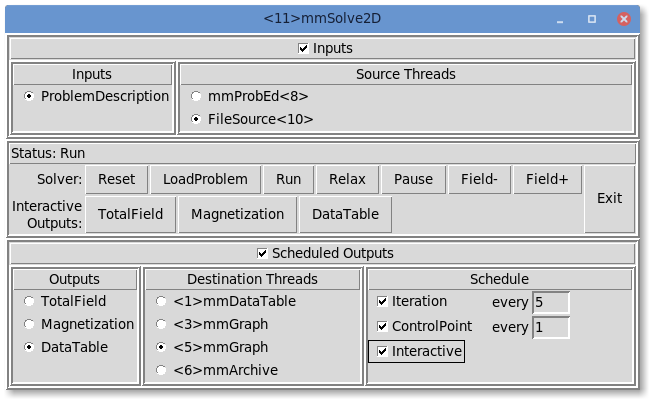 <11>mmSolve2D
Inputs
Inputs
Source Threads
ProblemDescription
mmProbEd<8>
FileSource<10>
Status: Run
Solver: Reset LoadProblem Run Relax Pause Field- Field+ Exit
Interactive Outputs: TotalField Magnetization DataTable
Scheduled Outputs
Outputs
TotalField
Magnetization
DataTable
Destination Threads
<1>mmDataTable
<3>mmGraph
<5>mmGraph
<6>mmArchive
Schedule
Iteration every 5
ControlPoint every 1
Interactive